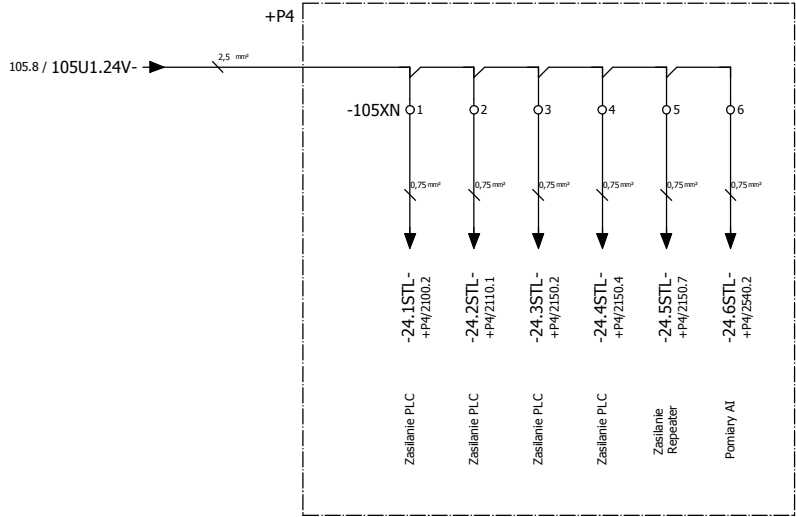 +P4
105.8 / 105U1.24V-
2,5 mm²
-105XN
1
2
3
4
5
6
0,75 mm²
0,75 mm²
0,75 mm²
0,75 mm²
0,75 mm²
0,75 mm²
-24.1STL-
+P4/2100.2
-24.2STL-
+P4/2110.1
-24.3STL-
+P4/2150.2
-24.4STL-
+P4/2150.4
-24.5STL-
+P4/2150.7
-24.6STL-
+P4/2540.2
Zasilanie PLC
Zasilanie PLC
Zasilanie PLC
Zasilanie PLC
Zasilanie
Repeater
Pomiary AI